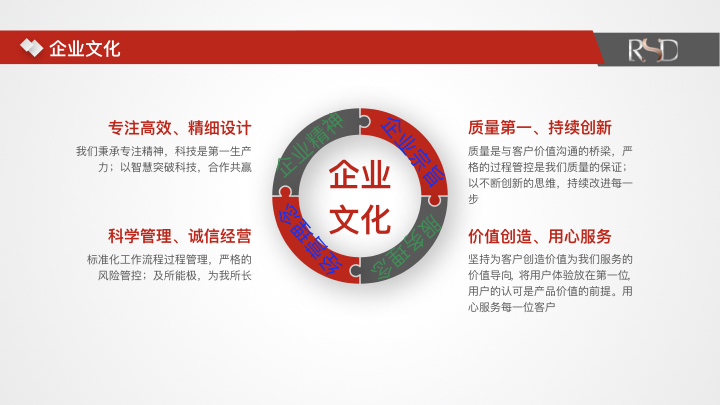 企业文化
RSD
专注高效、精细设计
我们秉承专注精神，科技是第一生产
力；以智慧突破科技，合作共赢
科学管理、诚信经营
标准化工作流程过程管理，严格的
风险管控；及所能极，为我所长
企业精神
企业宗旨
经营理念
服务理念
企业
文化
质量第一、持续创新
质量是与客户价值沟通的桥梁，严
格的过程管控是我们质量的保证；
以不断创新的思维，持续改进每一
步
价值创造、用心服务
坚持为客户创造价值为我们服务的
价值导向，将用户体验放在第一位，
用户的认可是产品价值的前提。用
心服务每一位客户